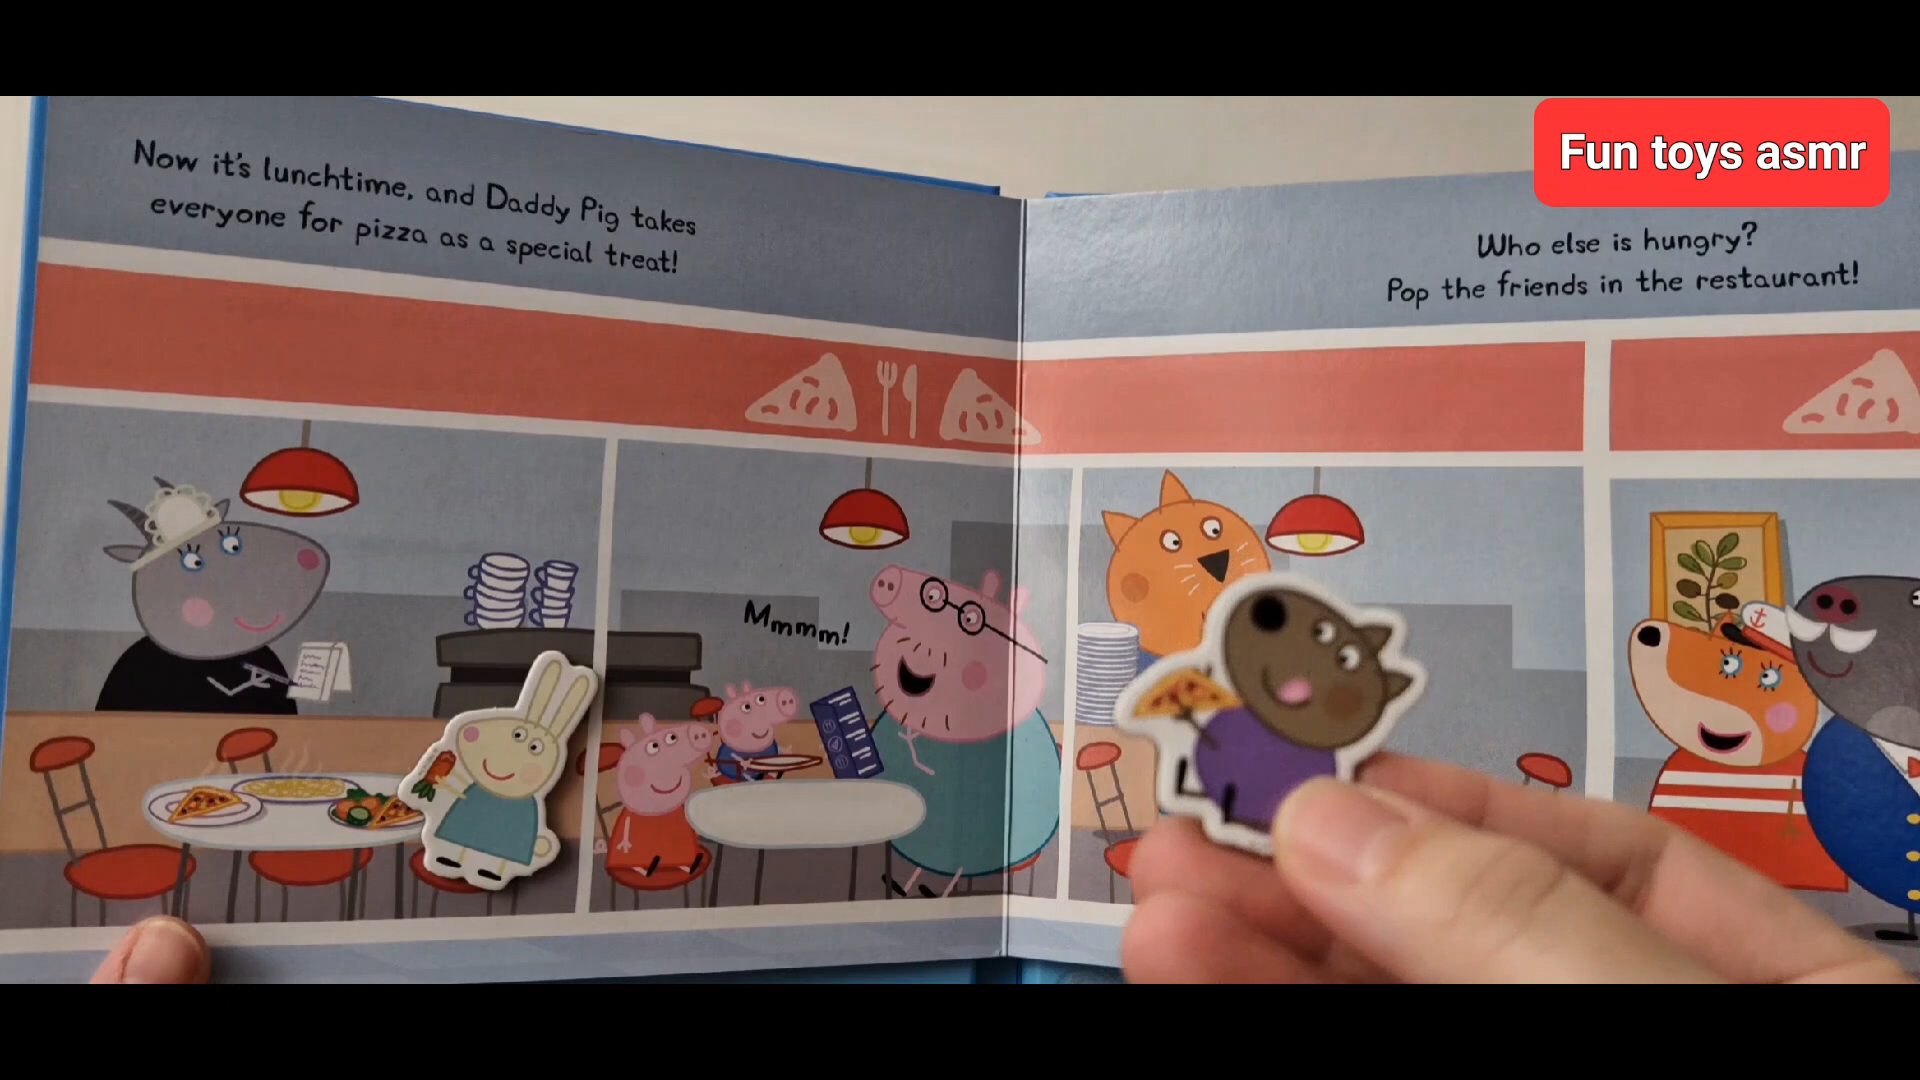 Fun toys asmr
Now it's lunchtime, and Daddy Pig takes
everyone for pizza as a special treat!
Who else is hungry?
Pop the friends in the restaurant!
Mmmm!